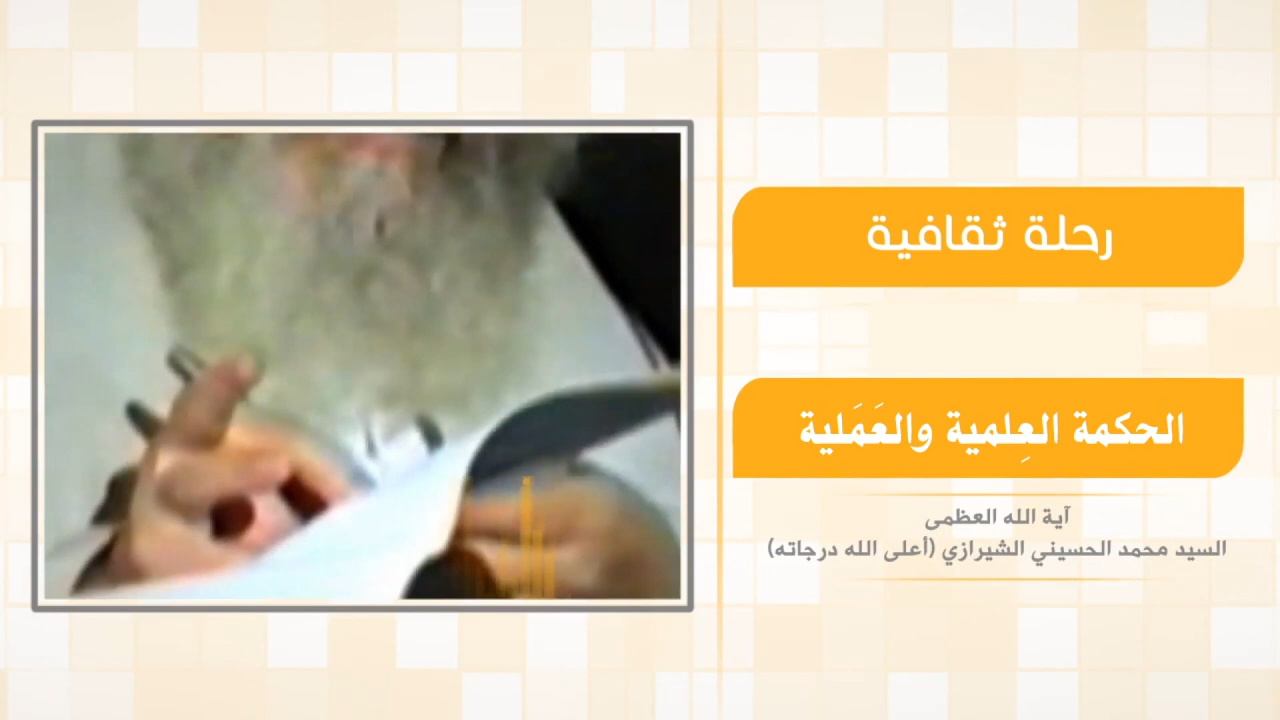 رحلة ثقافية
الحكمة العِلمية والعَمَلية
آية الله العظمى
السيد محمد الحسيني الشيرازي (أعلى الله درجاته)